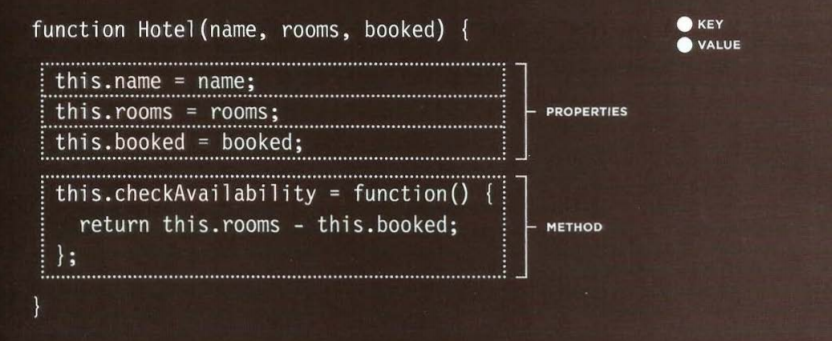 function Hotel(name, rooms, booked) {
KEY
VALUE
this.name = name;
this.rooms = rooms;
PROPERTIES
this.booked = booked;
this.checkAvailability = function() {
return this.rooms - this.booked;
METHOD
};
}